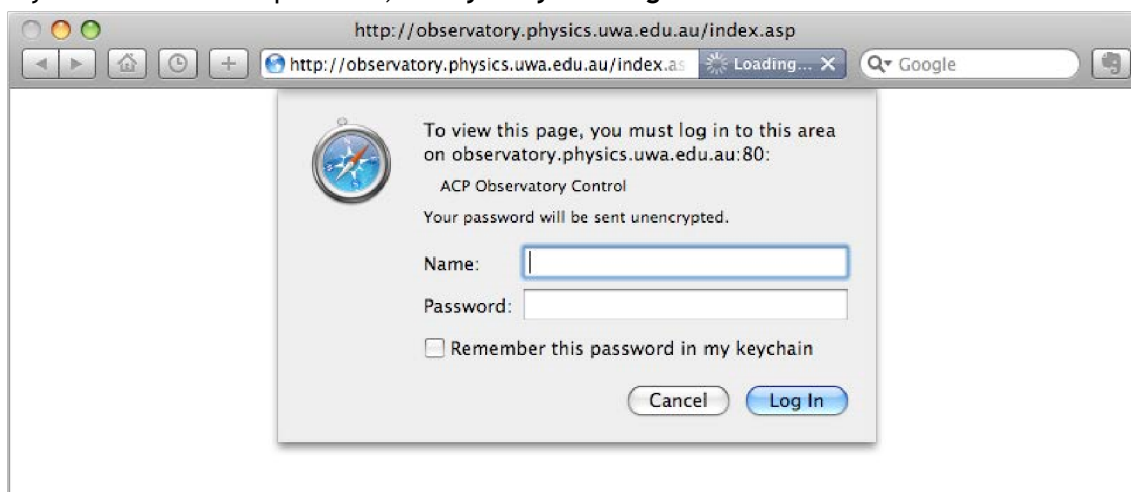 http://observatory.physics.uwa.edu.au/index.asp
http://observatory.physics.uwa.edu.au/index.as Loading... Google
To view this page, you must log in to this area
on observatory.physics.uwa.edu.au:80:
ACP Observatory Control
Your password will be sent unencrypted.
Name:
Password:
Remember this password in my keychain
Cancel Log In